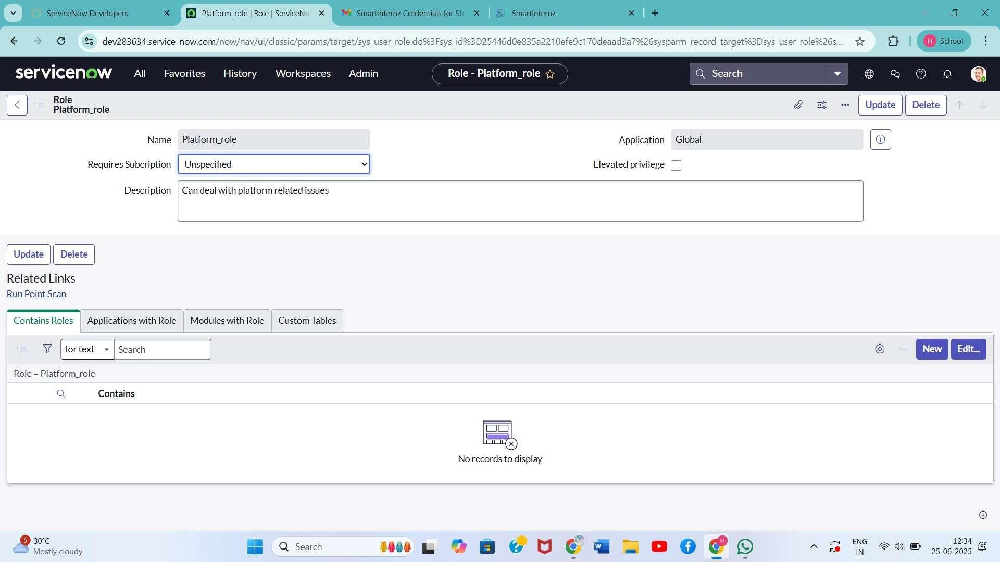 ServiceNow Developers
Platform_role | Role | ServiceNo
SmartInternz Credentials for Sh
Smartinternz
dev283634.service-now.com/now/nav/ui/classic/params/target/sys_user_role.do%3Fsys_id%3D25446d0e835a2210efe9c170deaad3a7%26sysparm_record_target%3Dsys_user_role%26s...
H School
servicenow
All
Favorites
History
Workspaces
Admin
Role - Platform_role
Search
Role
Platform_role
Update
Delete
Name
Platform_role
Application
Global
Requires Subcription
Unspecified
Elevated privilege
Description
Can deal with platform related issues
Update
Delete
Related Links
Run Point Scan
Contains Roles
Applications with Role
Modules with Role
Custom Tables
for text
Search
New
Edit...
Role = Platform_role
Contains
No records to display
5
30°C
Mostly cloudy
Search
H
ENG
IN
12:34
25-06-2025